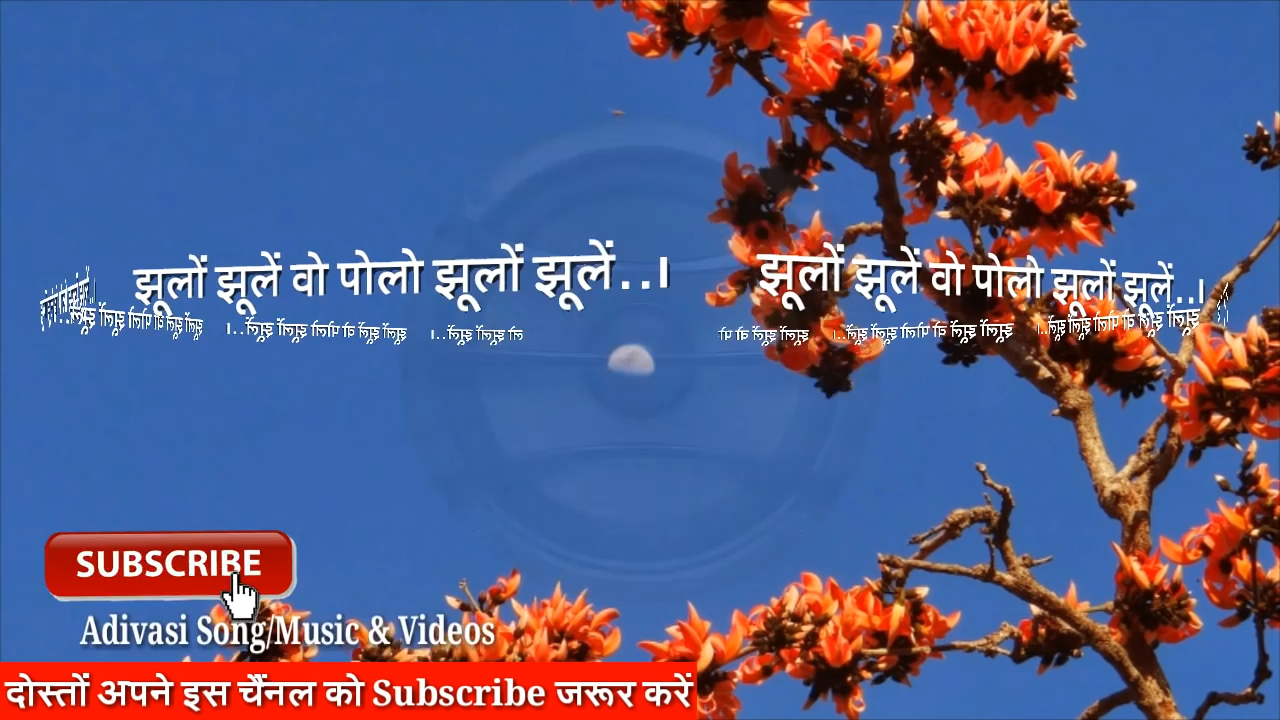 झूलों झूलें वो पोलो झूलों झूलें..। झूलों झूलें वो पोलो झूलों झूलें..।
SUBSCRIBE
Adivasi Song/Music & Videos
दोस्तों अपने इस चैंनल को Subscribe जरूर करें